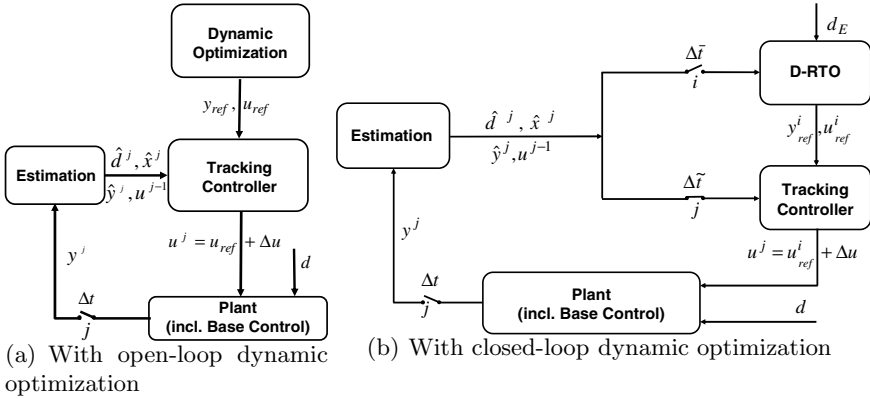 Dynamic
Optimization
y_ref, u_ref
Estimation
d̂^j, x̂^j
ŷ^j, u^{j-1}
Tracking
Controller
u^j = u_ref + Δu
y^j
d
Δt
j
Plant
(incl. Base Control)
(a) With open-loop dynamic
optimization
d_E
Δt̄
i
D-RTO
Estimation
d̂^j, x̂^j
ŷ^j, u^{j-1}
y^i_ref, u^i_ref
Δt̃
j
Tracking
Controller
y^j
u^j = u^i_ref + Δu
Δt
j
Plant
(incl. Base Control)
d
(b) With closed-loop dynamic optimization